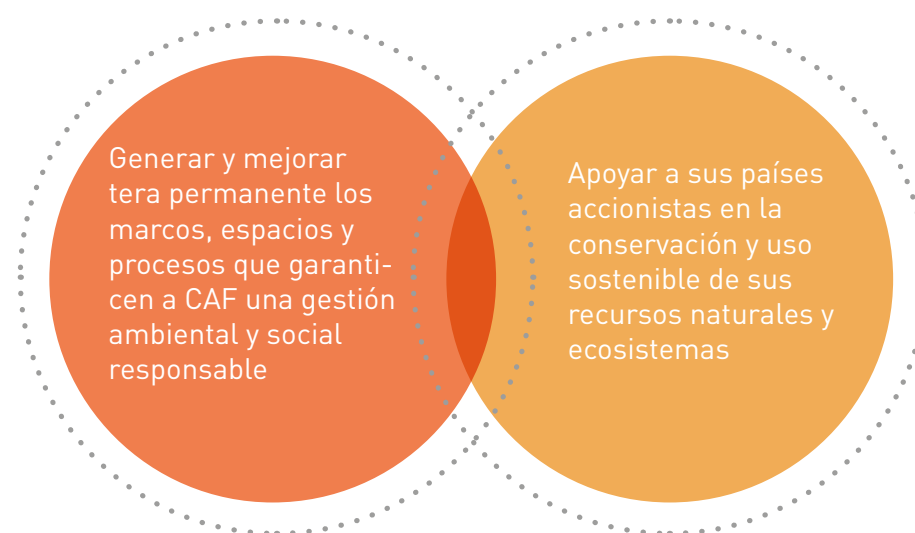 Generar y mejorar
tera permanente los
marcos, espacios y
procesos que garanti-
cen a CAF una gestión
ambiental y social
responsable
Apoyar a sus países
accionistas en la
conservación y uso
sostenible de sus
recursos naturales y
ecosistemas